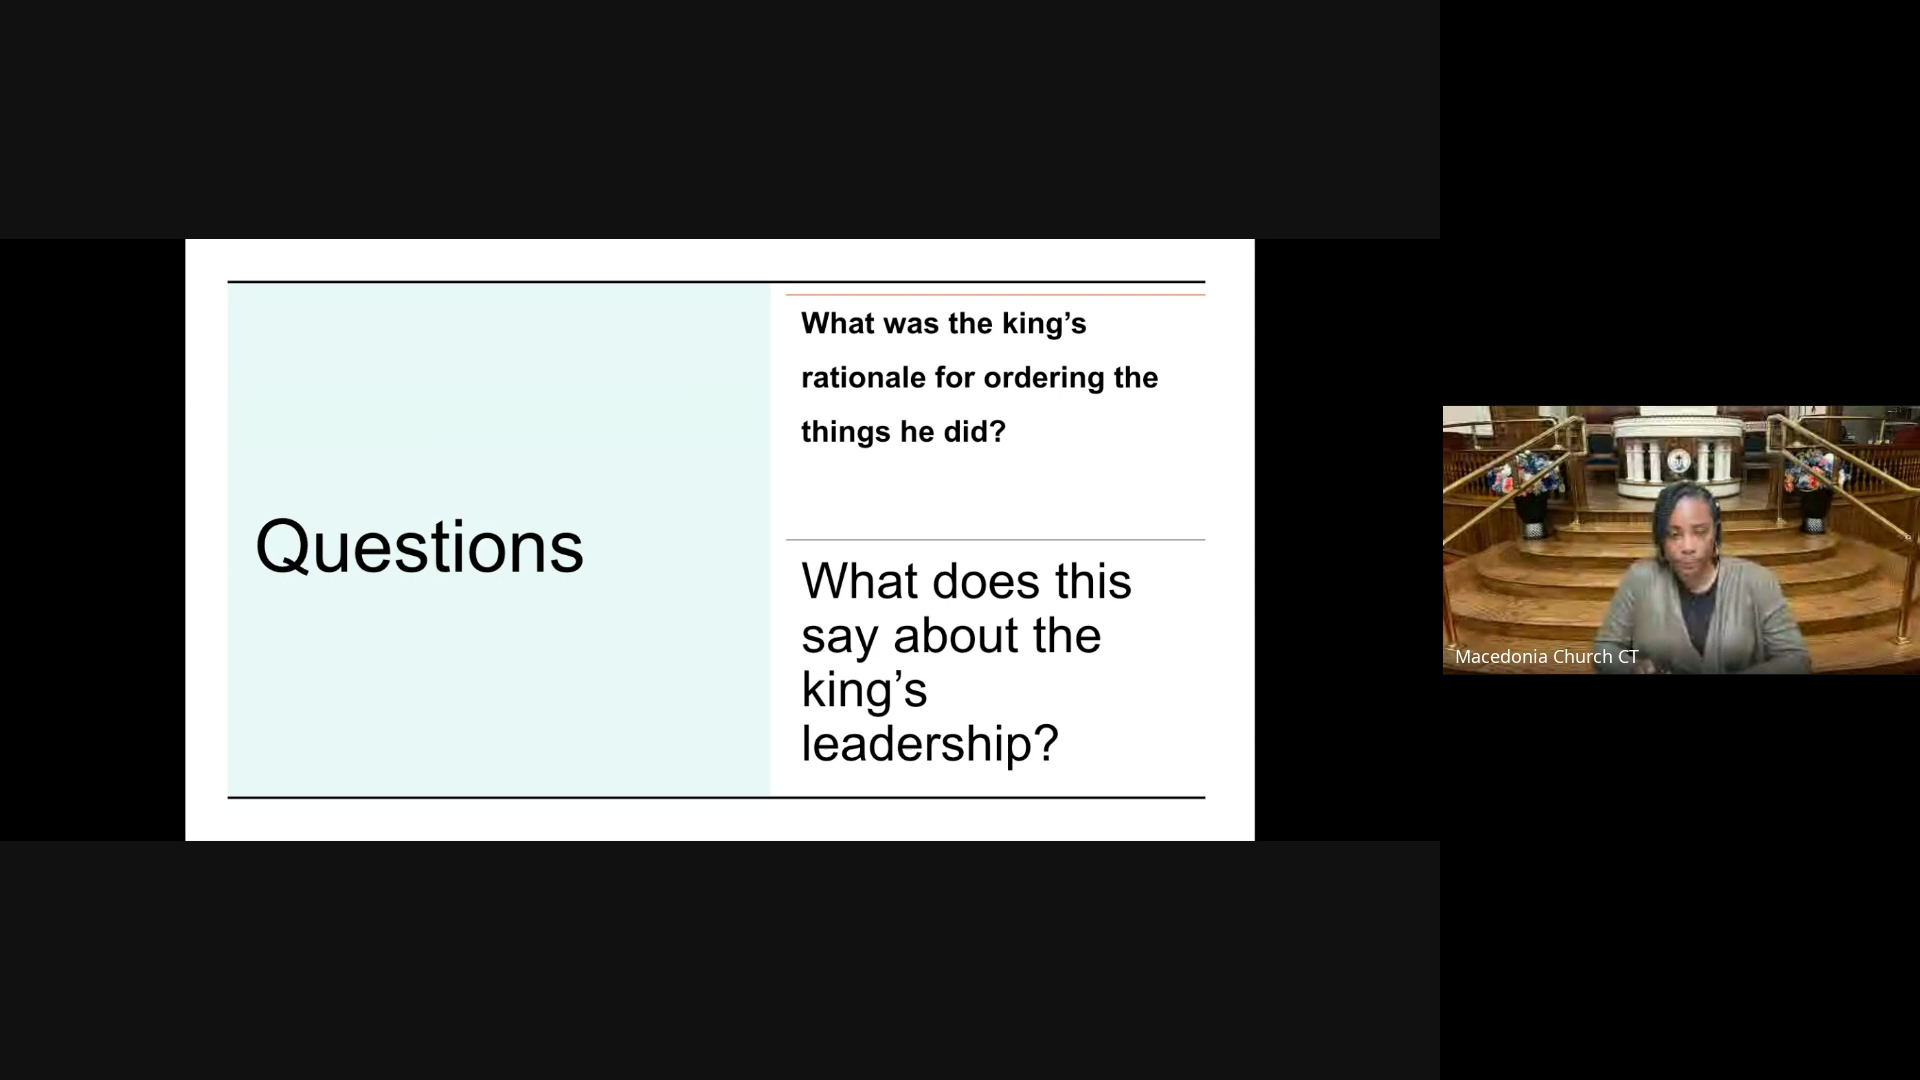 Questions
What was the king’s
rationale for ordering the
things he did?
What does this
say about the
king’s
leadership?
Macedonia Church CT